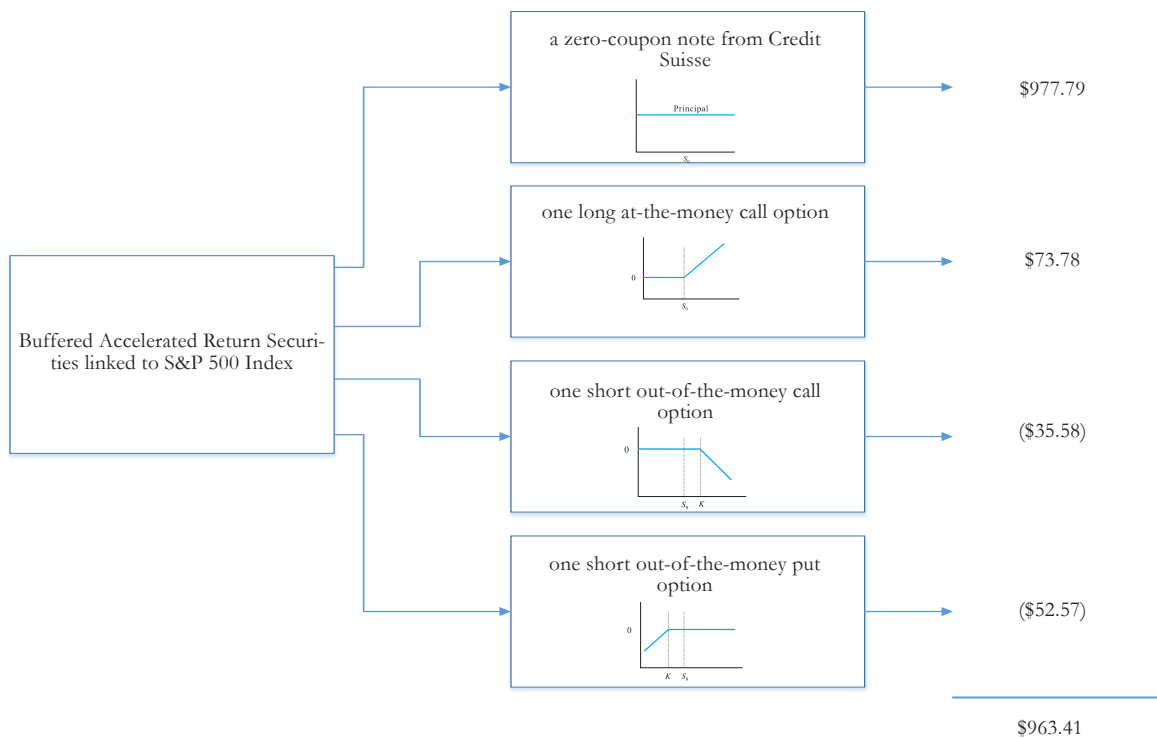 a zero-coupon note from Credit
Suisse
Principal
S₀
$977.79
one long at-the-money call option
0
S₀
$73.78
Buffered Accelerated Return Securi-
ties linked to S&P 500 Index
one short out-of-the-money call
option
0
S₀ K
($35.58)
one short out-of-the-money put
option
0
K S₀
($52.57)
$963.41